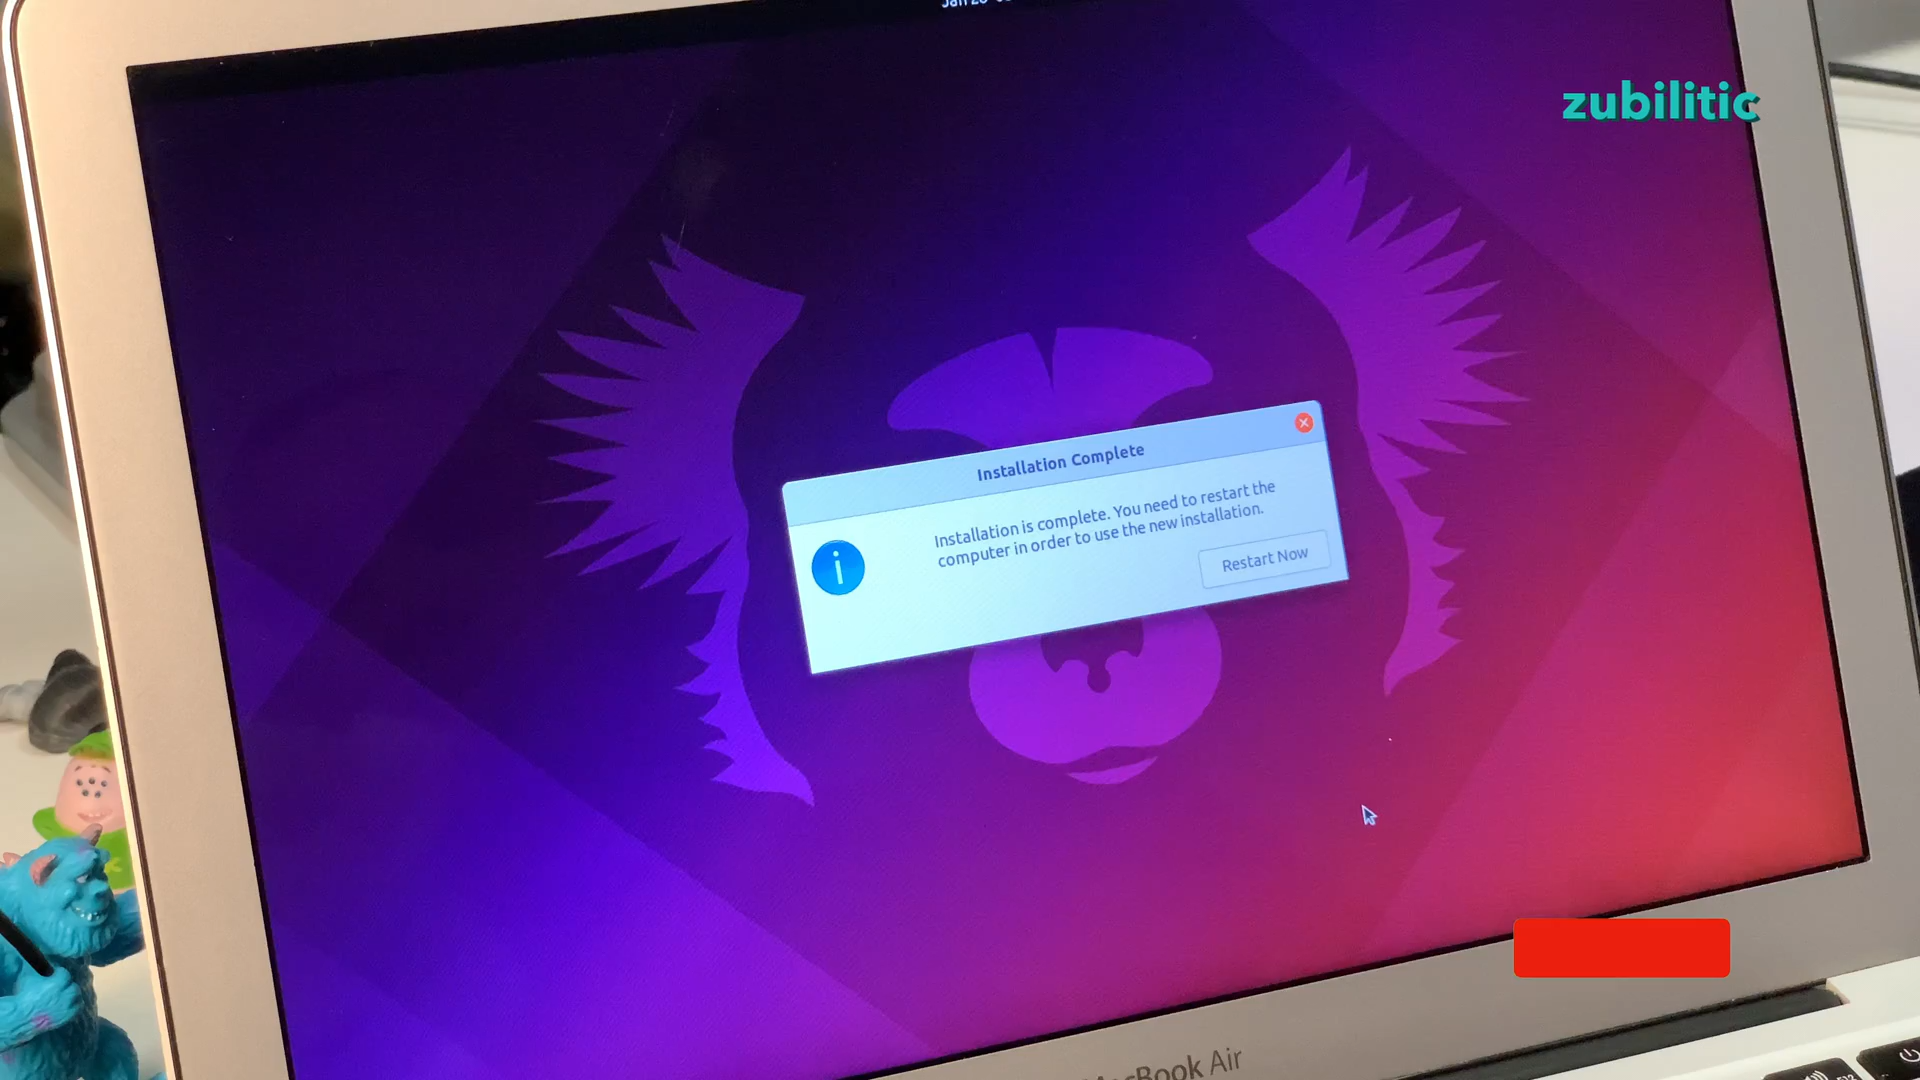 zubilitic
Installation Complete
Installation is complete. You need to restart the
computer in order to use the new installation.
Restart Now
MacBook Air